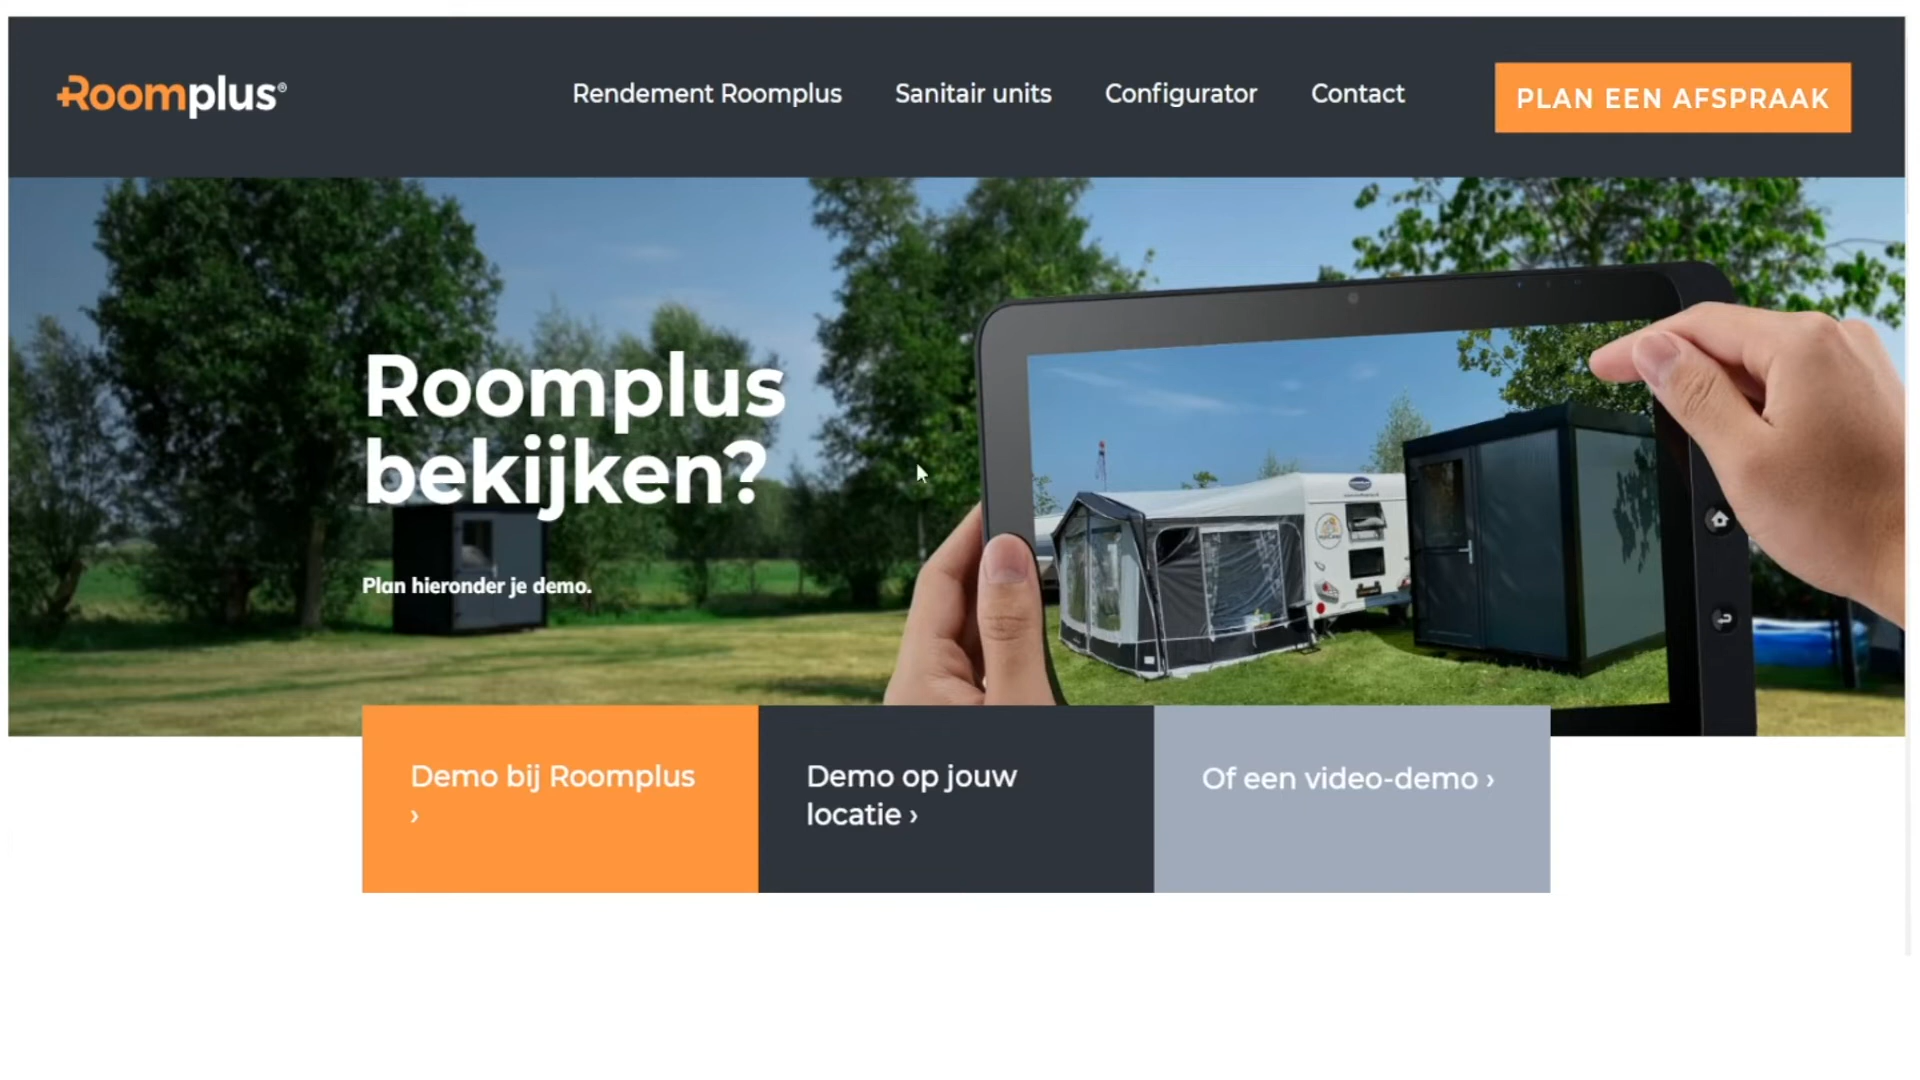 Roomplus®
Rendement Roomplus
Sanitair units
Configurator
Contact
PLAN EEN AFSPRAAK
Roomplus
bekijken?
Plan hieronder je demo.
Demo bij Roomplus
›
Demo op jouw
locatie ›
Of een video-demo ›